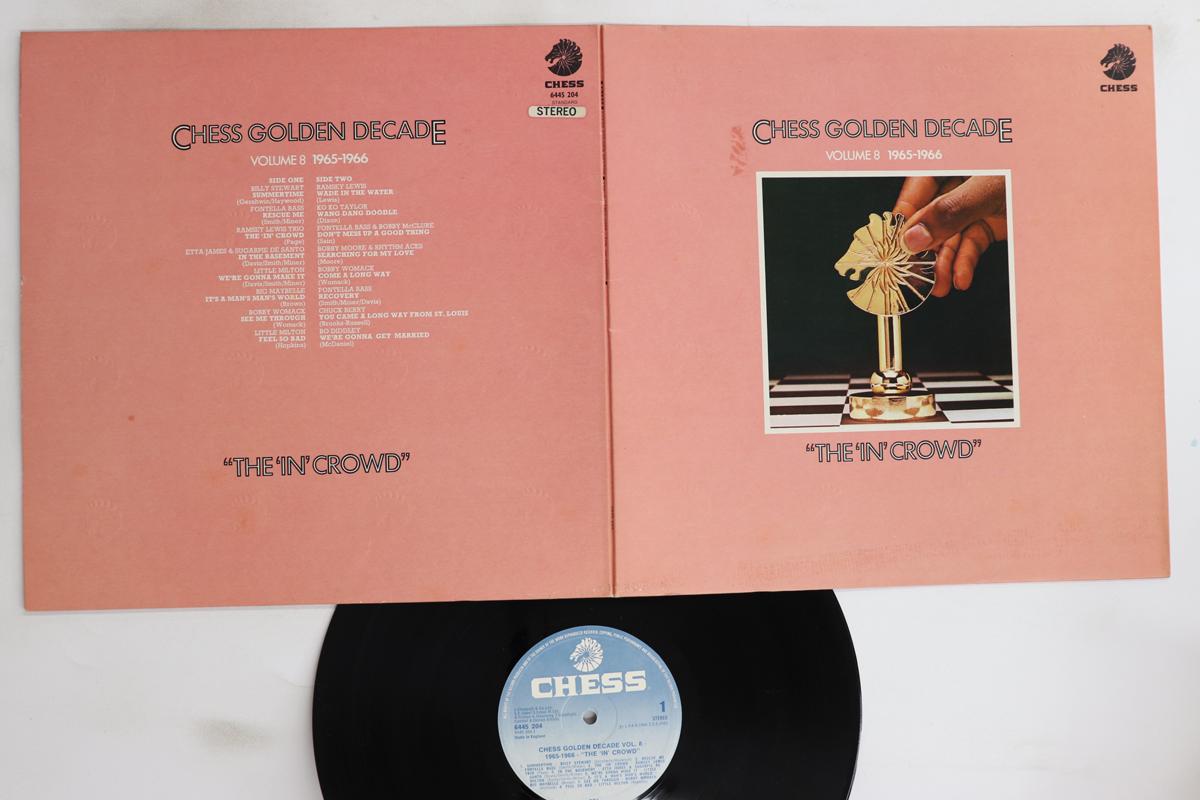 CHESS
6445 204
STANDARD
STEREO
CHESS GOLDEN DECADE
VOLUME 8 1965-1966
SIDE ONE
BILLY STEWART
SUMMERTIME
(Gershwin/Haywood)
FONTELLA BASS
RESCUE ME
(Smith/Miner)
RAMSEY LEWIS TRIO
THE 'IN' CROWD
(Page)
ETTA JAMES & SUGARPIE DE SANTO
IN THE BASEMENT
(Davis/Smith/Miner)
LITTLE MILTON
WE'RE GONNA MAKE IT
(Davis/Smith/Miner)
BIG MAYBELLE
IT'S A MAN'S MAN'S WORLD
(Brown)
BOBBY WOMACK
SEE ME THROUGH
(Womack)
LITTLE MILTON
FEEL SO BAD
(Hopkins)
SIDE TWO
RAMSEY LEWIS
WADE IN THE WATER
(Lewis)
KO KO TAYLOR
WANG DANG DOODLE
(Dixon)
FONTELLA BASS & BOBBY McCLURE
DON'T MESS UP A GOOD THING
(Sain)
BOBBY MOORE & RHYTHM ACES
SEARCHING FOR MY LOVE
(Moore)
BOBBY WOMACK
COME A LONG WAY
(Womack)
FONTELLA BASS
RECOVERY
(Smith/Miner/Davis)
CHUCK BERRY
YOU CAME A LONG WAY FROM ST. LOUIS
(Brooks-Russell)
BO DIDDLEY
WE'RE GONNA GET MARRIED
(McDaniel)
"THE 'IN' CROWD"
CHESS
CHESS GOLDEN DECADE
VOLUME 8 1965-1966
"THE 'IN' CROWD"
CHESS
1
STEREO
6445 204
Made in England
CHESS GOLDEN DECADE VOL. 8
1965-1966 - "THE 'IN' CROWD"